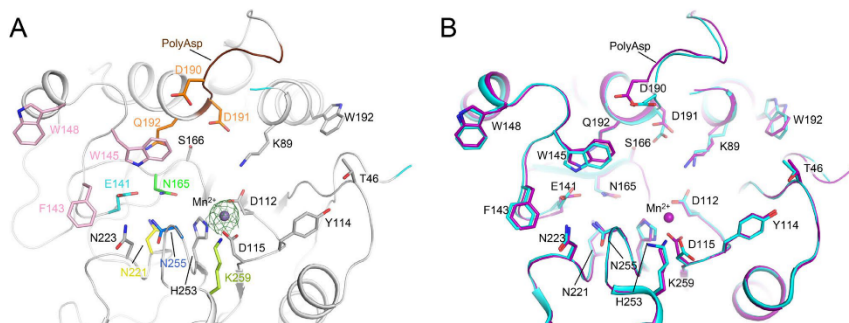 A
PolyAsp
D190
D191
Q192
W192
W148
S166
K89
W145
T46
E141
N165
Mn2+
D112
F143
Y114
N223
D115
N221
N255
K259
H253
B
PolyAsp
D190
D191
Q192
W192
W148
S166
K89
W145
T46
E141
N165
D112
F143
Mn2+
Y114
N223
D115
N255
N221
H253
K259